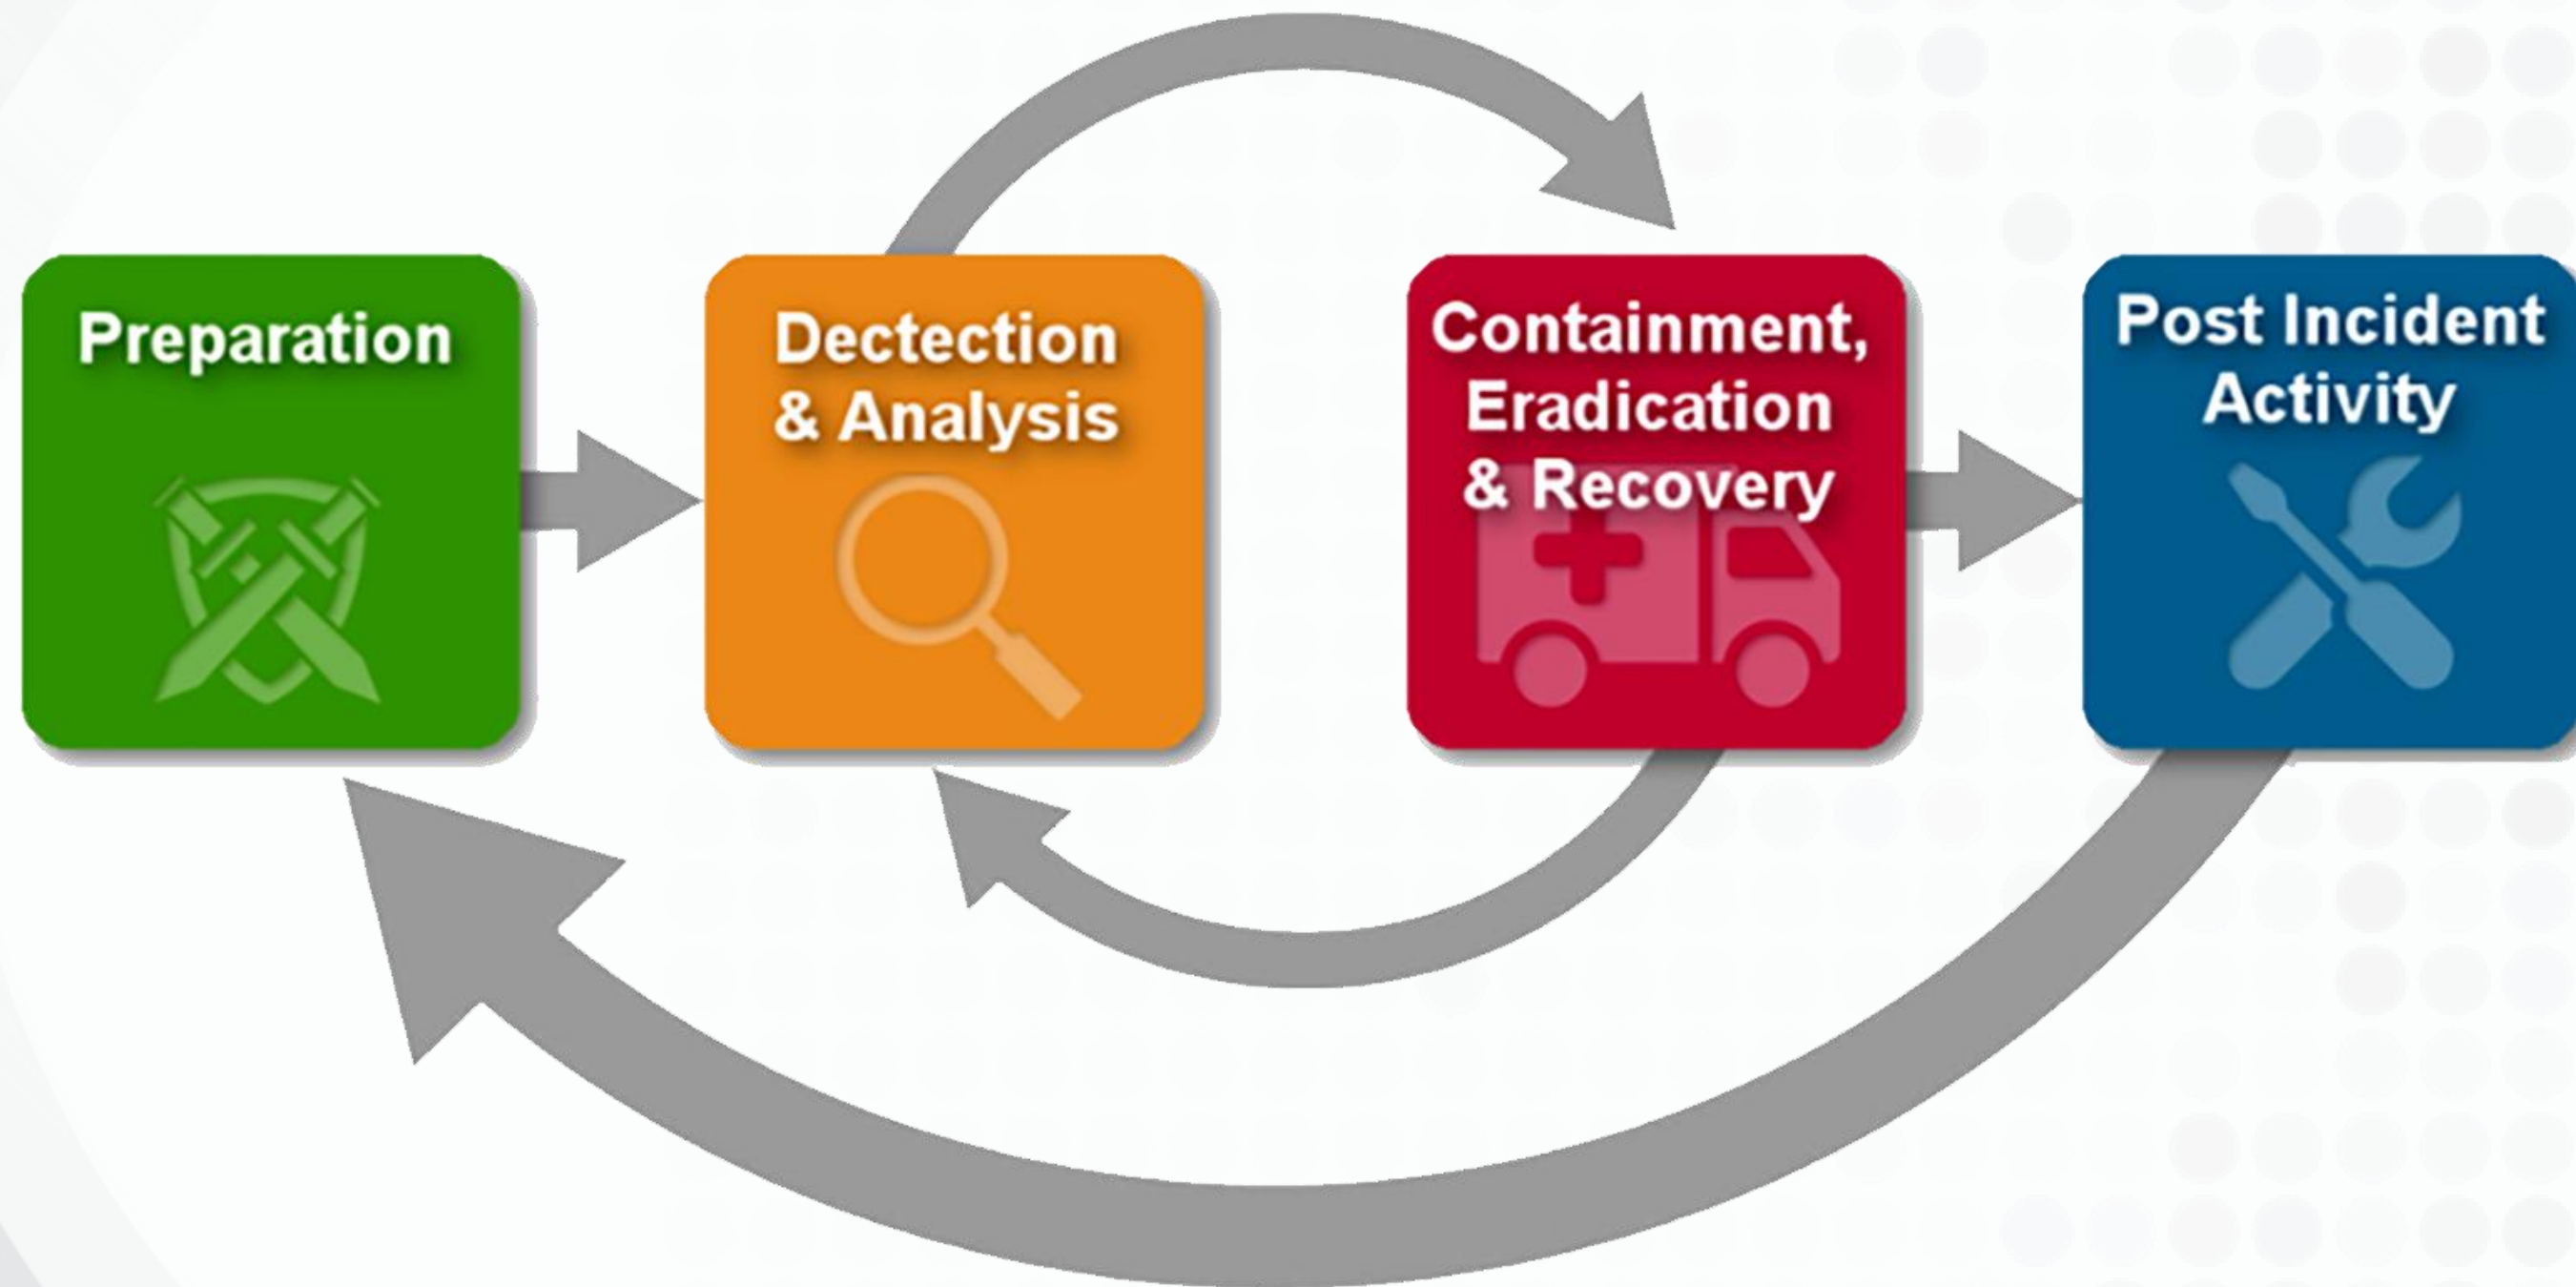 Preparation
Dectection
& Analysis
Containment,
Eradication
& Recovery
Post Incident
Activity